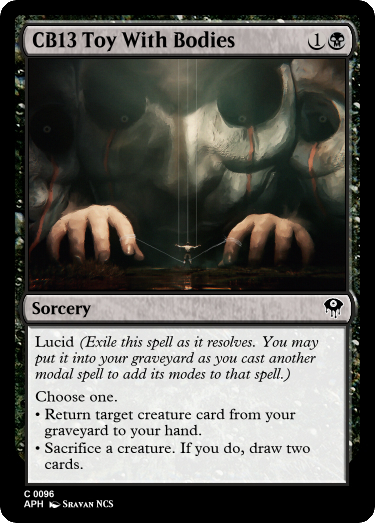 CB13 Toy With Bodies 1
Sorcery
Lucid (Exile this spell as it resolves. You may
put it into your graveyard as you cast another
modal spell to add its modes to that spell.)
Choose one.
• Return target creature card from your
graveyard to your hand.
• Sacrifice a creature. If you do, draw two
cards.
C 0096
APH SRAVAN NCS